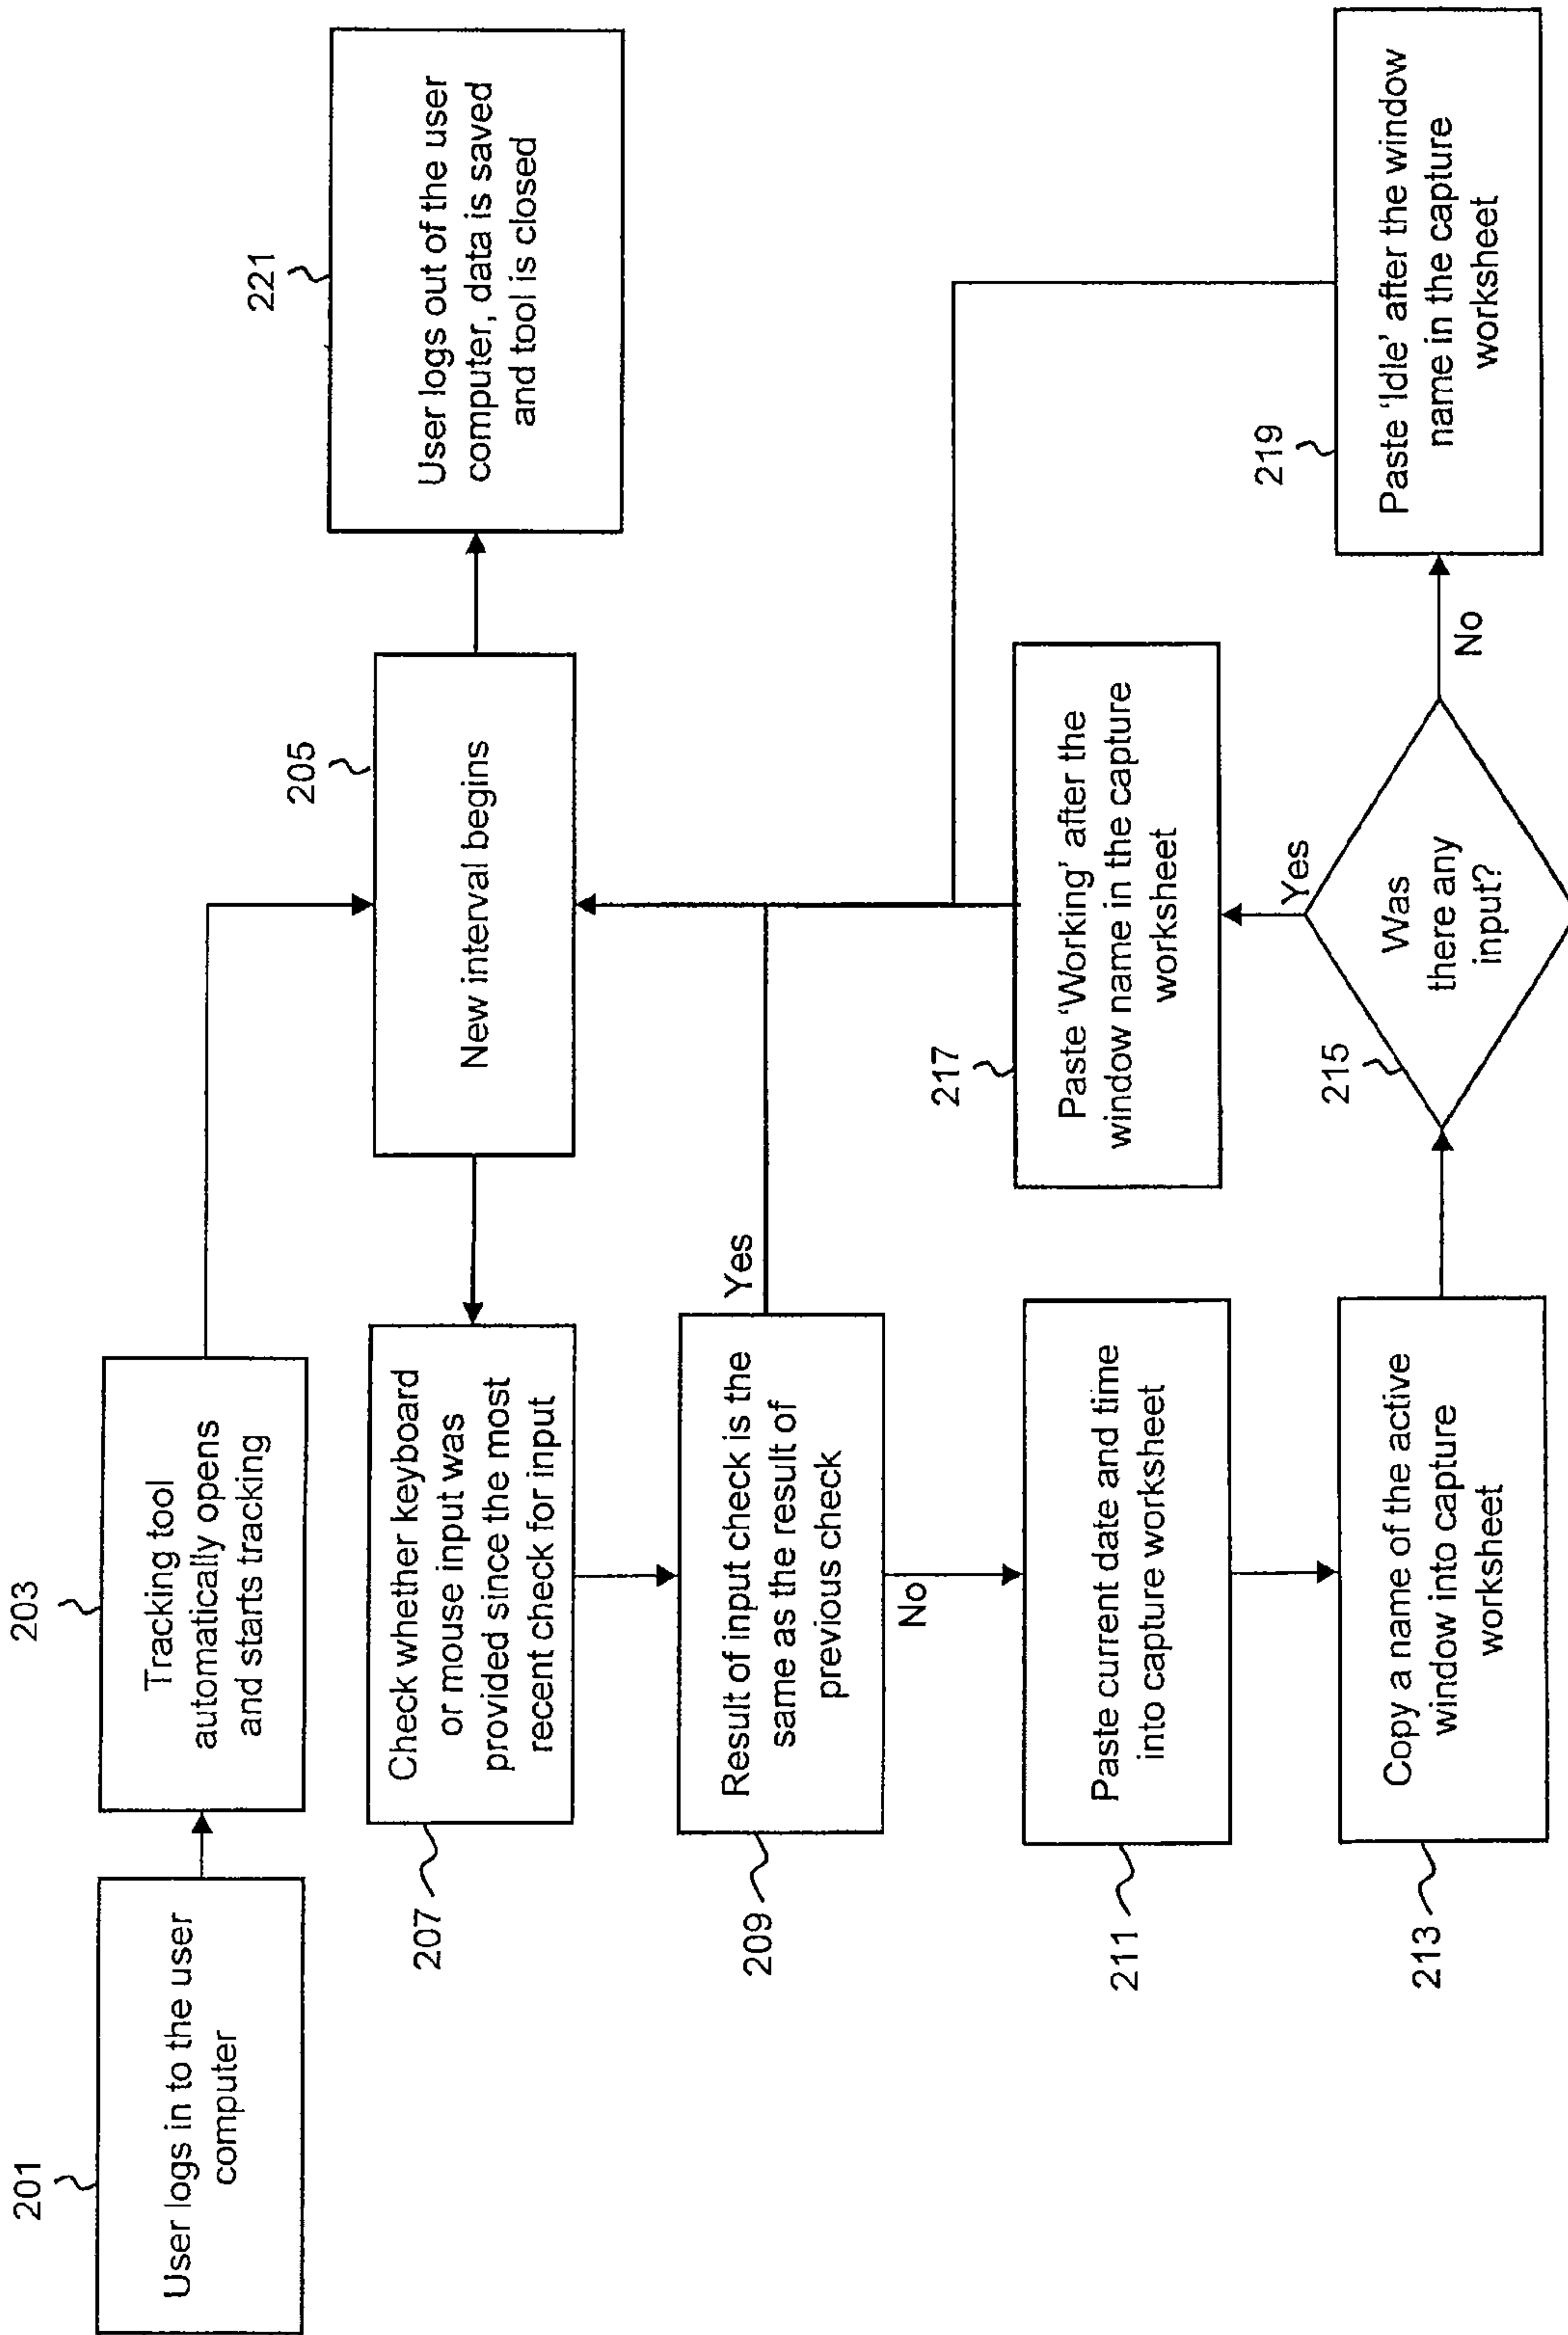 201
User logs in to the user
computer
203
Tracking tool
automatically opens
and starts tracking
205
New interval begins
221
User logs out of the user
computer, data is saved
and tool is closed
207
Check whether keyboard
or mouse input was
provided since the most
recent check for input
209
Result of input check is the
same as the result of
previous check
Yes
No
211
Paste current date and time
into capture worksheet
213
Copy a name of the active
window into capture
worksheet
215
Was
there any
input?
Yes
No
217
Paste ‘Working’ after the
window name in the capture
worksheet
219
Paste ‘Idle’ after the window
name in the capture
worksheet